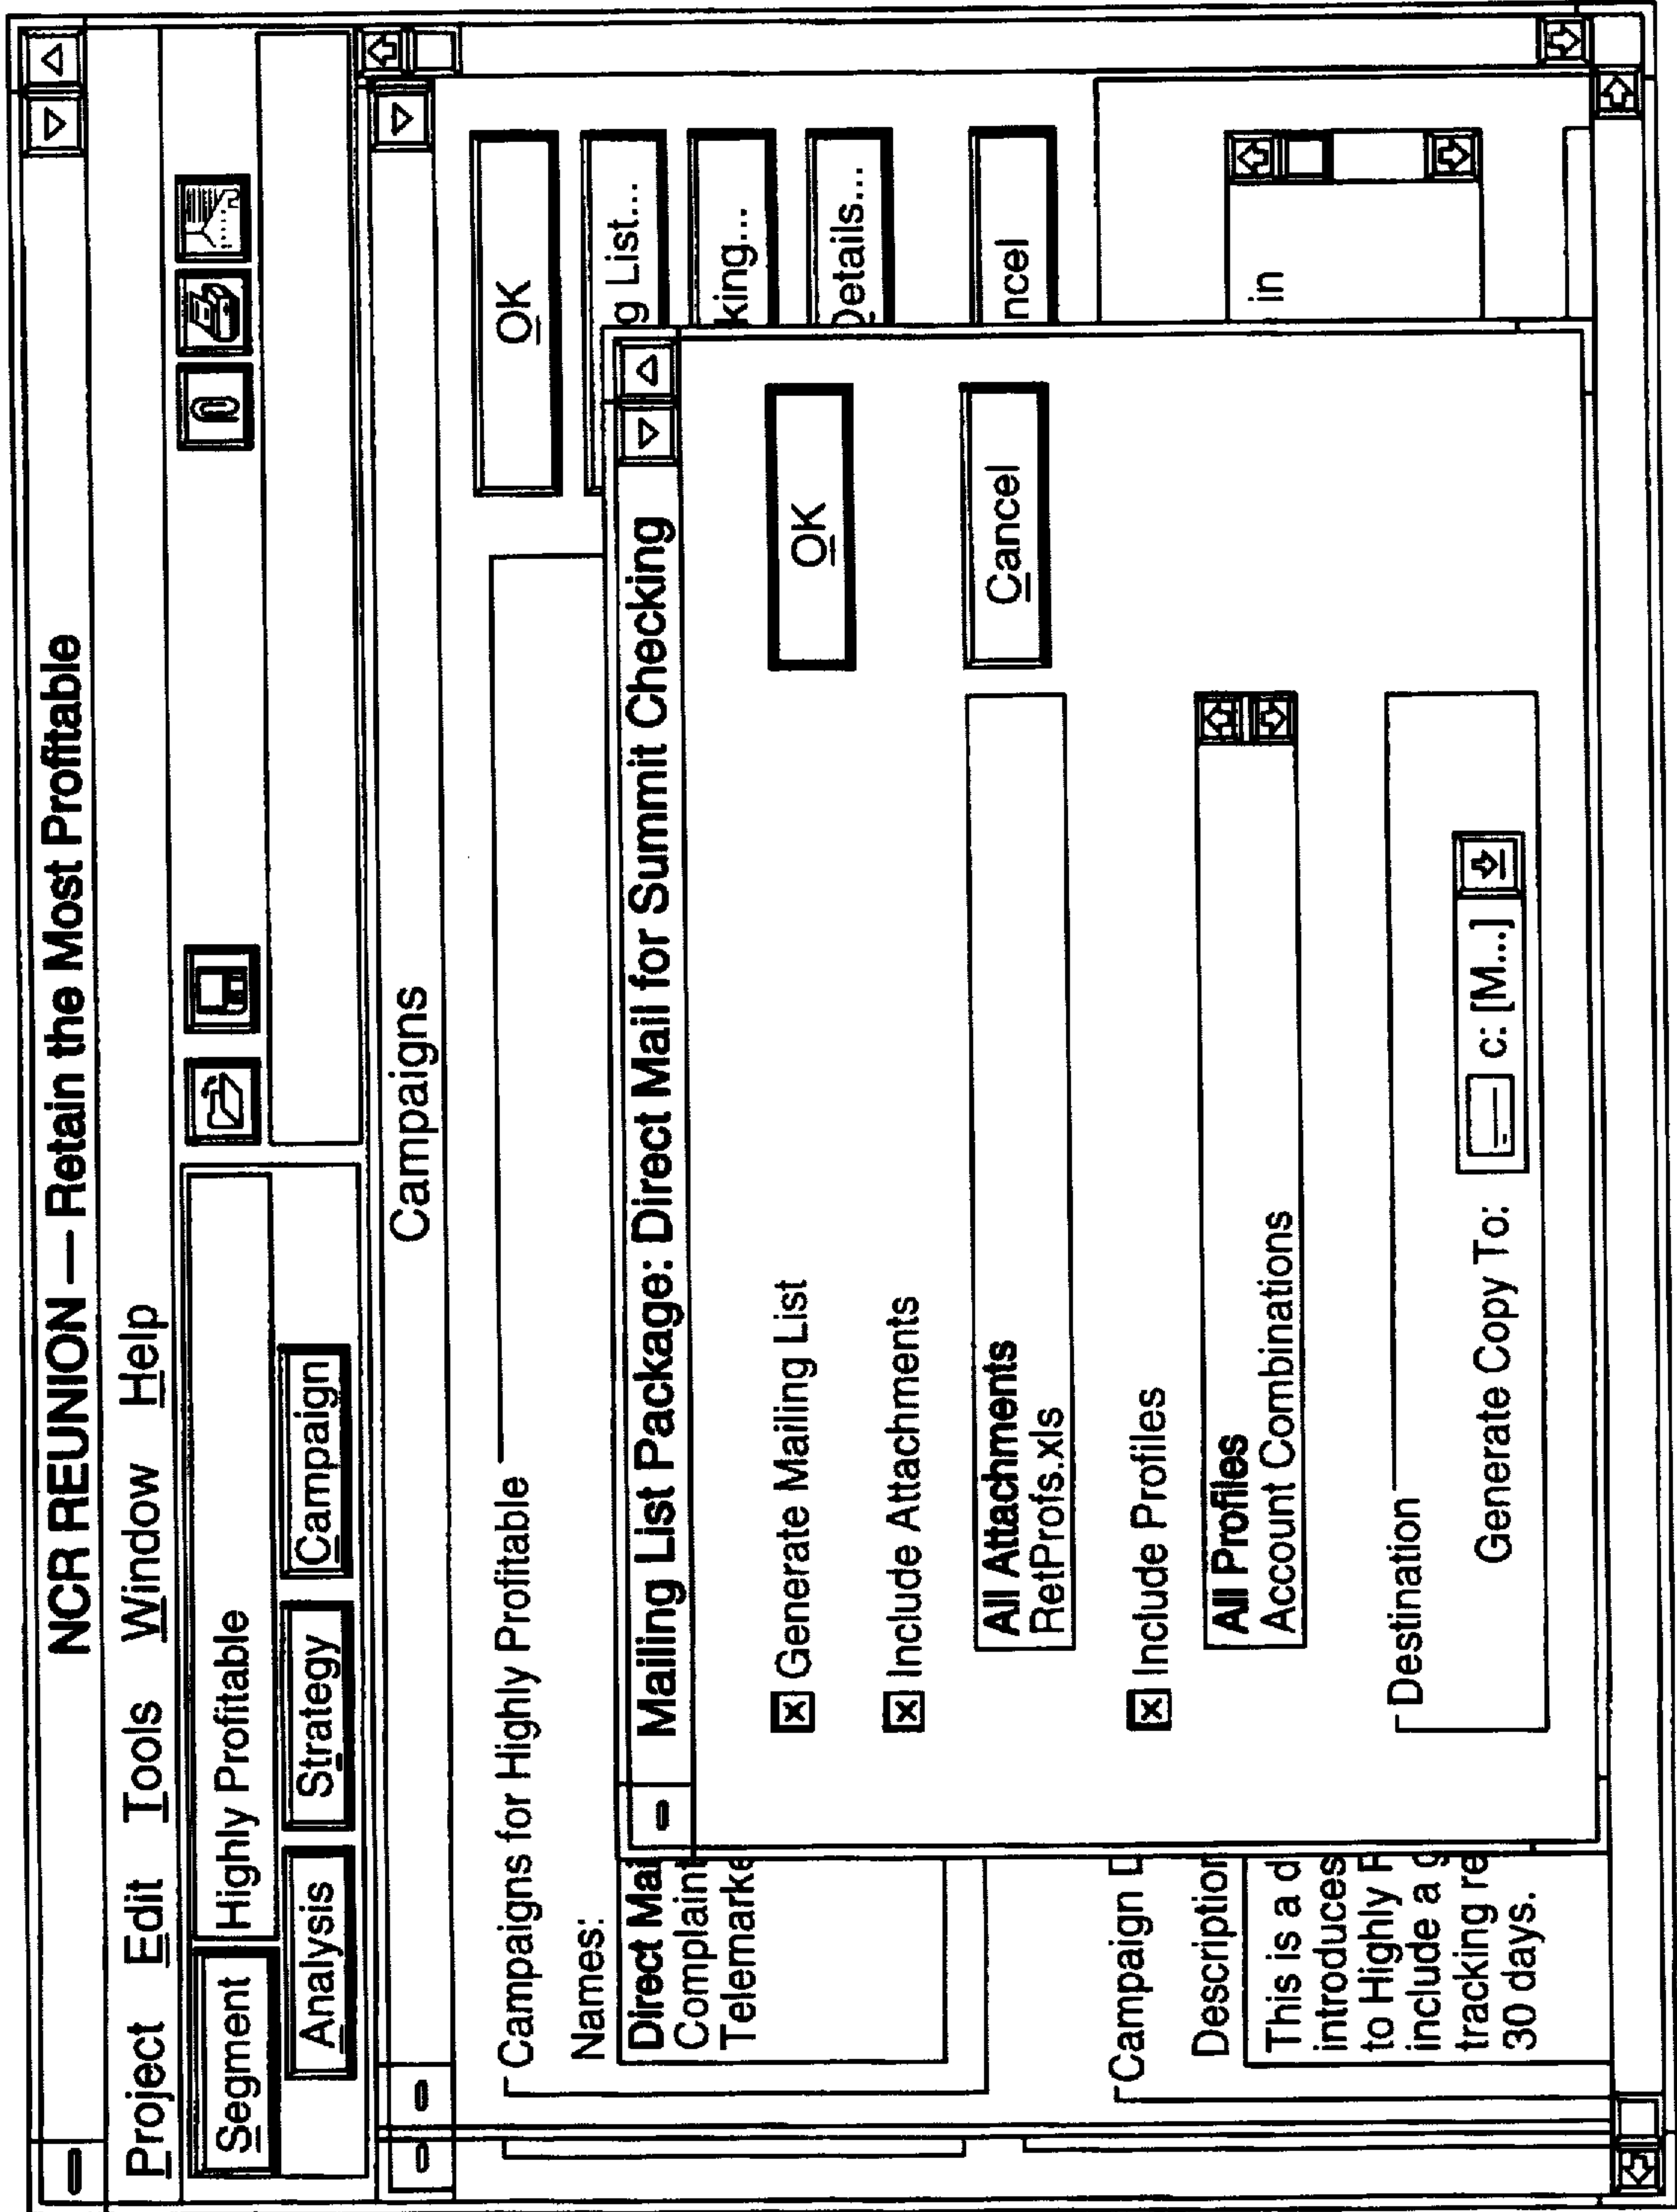 NCR REUNION — Retain the Most Profitable
Project Edit Tools Window Help
Segment Highly Profitable
Analysis Strategy Campaign
Campaigns
Campaigns for Highly Profitable
OK
Names:
Direct Mai
Complaint
Telemarke
g List...
king...
Details...
ncel
Mailing List Package: Direct Mail for Summit Checking
Generate Mailing List
OK
Include Attachments
Cancel
All Attachments
RetProfs.xls
Include Profiles
All Profiles
Account Combinations
Destination
Generate Copy To: c: [M...]
Campaign D
Description
This is a d
in
introduces
to Highly P
include a g
tracking re
30 days.